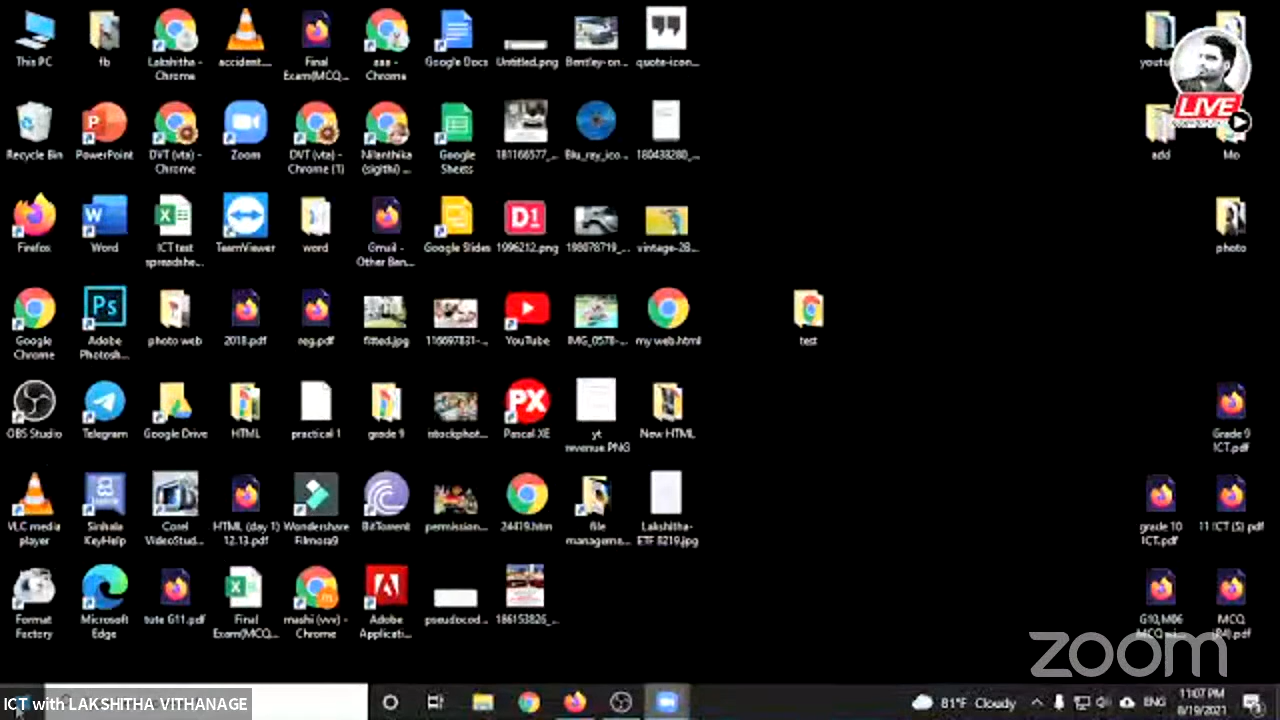 This PC
fb
Lakshitha -
Chrome
accident....
Final
Exam(MCQ...
aaa -
Chrome
Google Docs
Untitled.png
Bentley-on...
quote-icon...
LIVE
Recycle Bin
PowerPoint
DVT (vta) -
Chrome
Zoom
DVT (vta) -
Chrome (1)
Nilanthika
(sigithi) ...
Google
Sheets
181166577_...
Blu_ray_ico...
180438280_...
add
Mo
Firefox
Word
ICT test
spreadshe...
TeamViewer
word
Gmail -
Other Ben...
Google Slides
1996212.png
198078719_...
vintage-28...
photo
Google
Chrome
Adobe
Photosh...
photo web
2018.pdf
reg.pdf
fitted.jpg
116697831-...
YouTube
IMG_0578-...
my web.html
test
OBS Studio
Telegram
Google Drive
HTML
practical 1
grade 9
istockphot...
Pascal XE
yt
revenue.PNG
New HTML
Grade 9
ICT.pdf
VLC media
player
Sinhala
KeyHelp
Corel
VideoStud...
HTML (day 1)
12.13.pdf
Wondershare
Filmora9
BitTorrent
permission...
24419.htm
file
manageme...
Lakshitha-
ETF 8219.jpg
grade 10
ICT.pdf
11 ICT (S).pdf
Format
Factory
Microsoft
Edge
tute G11.pdf
Final
Exam(MCQ...
mashi (vvv) -
Chrome
Adobe
Applicati...
pseudocod...
186153826_...
G10,M06
MCQ
MCQ
(P4).pdf
zoom
ICT with LAKSHITHA VITHANAGE
81°F Cloudy
ENG
11:07 PM
8/19/2021